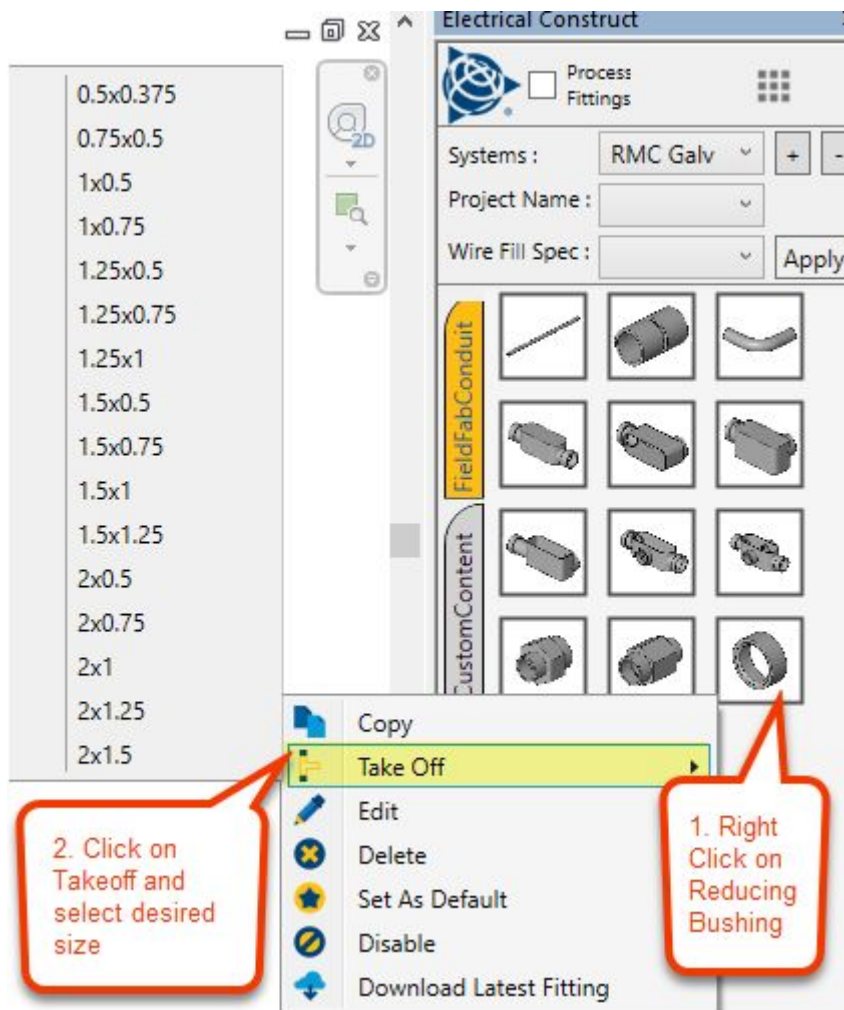 Electrical Construct
Process
Fittings
2D
Systems :
RMC Galv
+
-
Project Name :
Wire Fill Spec :
Apply
FieldFabConduit
CustomContent
0.5x0.375
0.75x0.5
1x0.5
1x0.75
1.25x0.5
1.25x0.75
1.25x1
1.5x0.5
1.5x0.75
1.5x1
1.5x1.25
2x0.5
2x0.75
2x1
2x1.25
2x1.5
Copy
Take Off
Edit
Delete
Set As Default
Disable
Download Latest Fitting
2. Click on
Takeoff and
select desired
size
1. Right
Click on
Reducing
Bushing